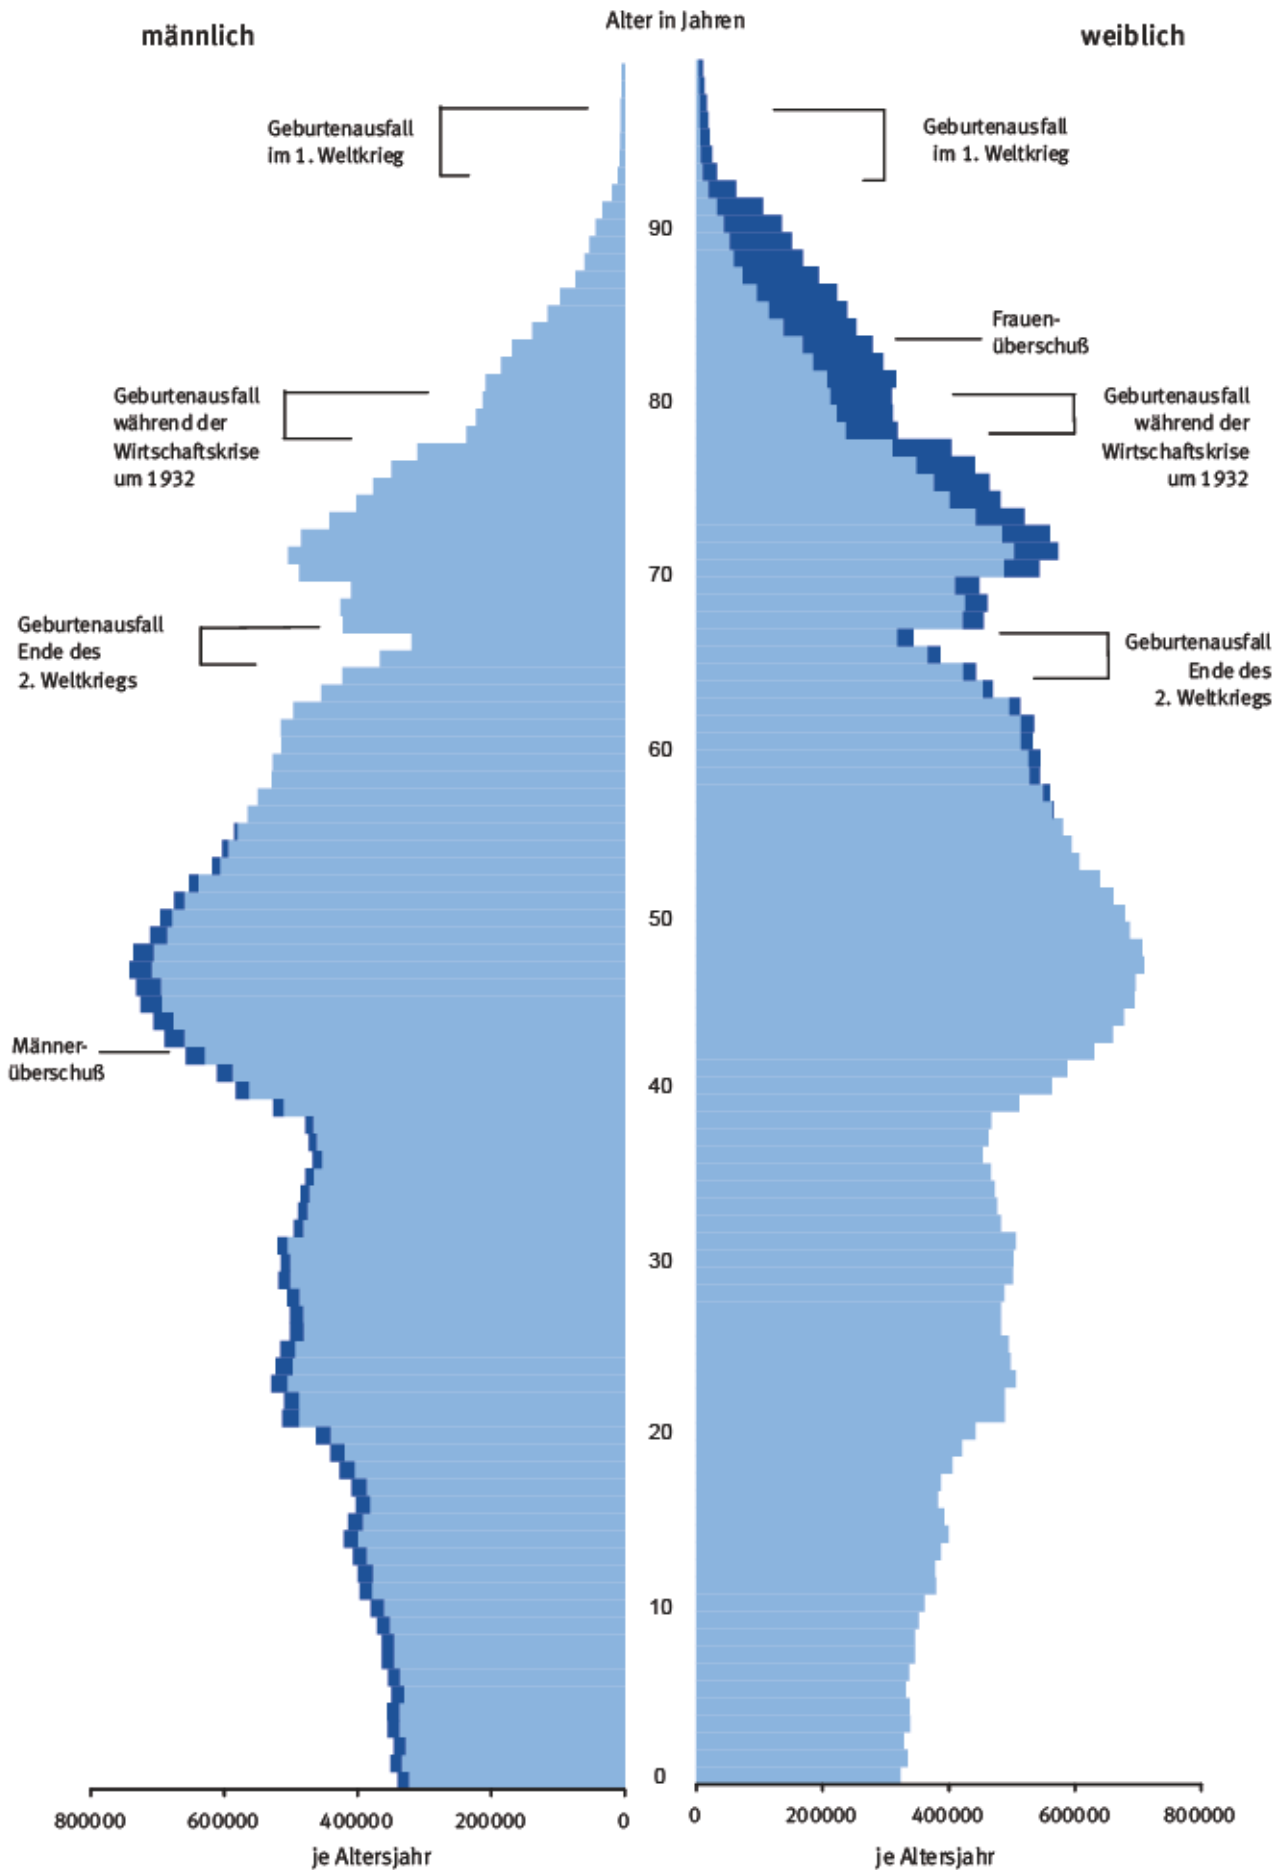 Alter in Jahren
männlich
weiblich
Geburtenausfall
im 1. Weltkrieg
Geburtenausfall
im 1. Weltkrieg
90
Frauen-
überschuß
Geburtenausfall
während der
Wirtschaftskrise
um 1932
80
Geburtenausfall
während der
Wirtschaftskrise
um 1932
70
Geburtenausfall
Ende des
2. Weltkriegs
Geburtenausfall
Ende des
2. Weltkriegs
60
50
Männer-
überschuß
40
30
20
10
0
800000 600000 400000 200000 0
0 200000 400000 600000 800000
je Altersjahr
je Altersjahr